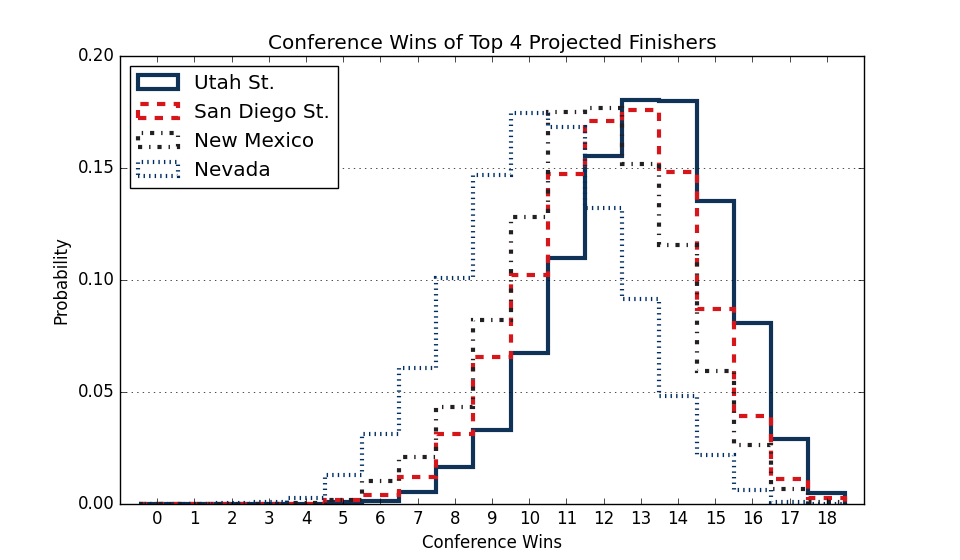 Conference Wins of Top 4 Projected Finishers
0.20
Utah St.
San Diego St.
New Mexico
Nevada
0.15
0.10
0.05
0.00
Probability
0 1 2 3 4 5 6 7 8 9 10 11 12 13 14 15 16 17 18
Conference Wins